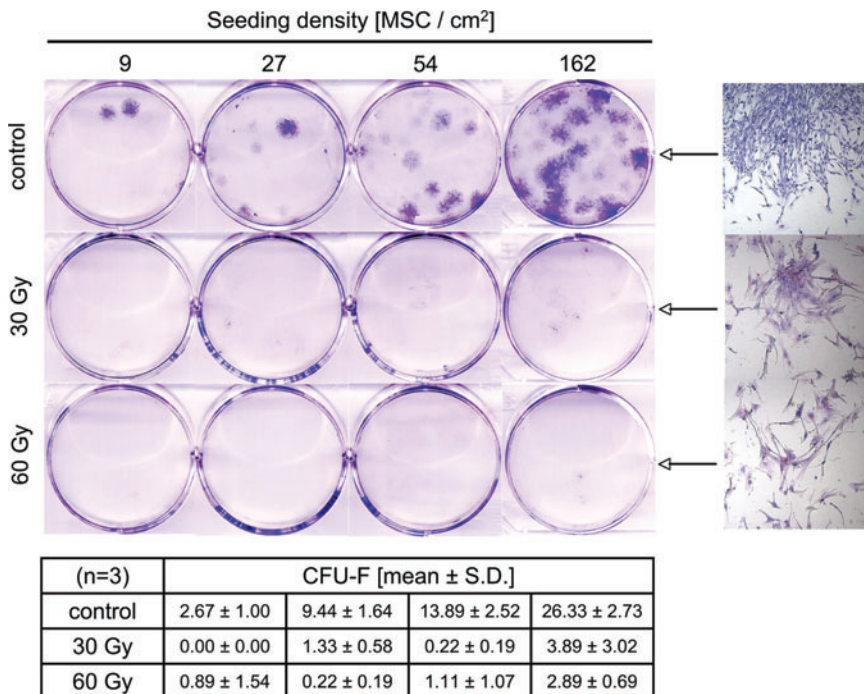 Seeding density [MSC / cm²]
9 27 54 162
control
30 Gy
60 Gy
(n=3) CFU-F [mean ± S.D.]
control 2.67 ± 1.00 9.44 ± 1.64 13.89 ± 2.52 26.33 ± 2.73
30 Gy 0.00 ± 0.00 1.33 ± 0.58 0.22 ± 0.19 3.89 ± 3.02
60 Gy 0.89 ± 1.54 0.22 ± 0.19 1.11 ± 1.07 2.89 ± 0.69